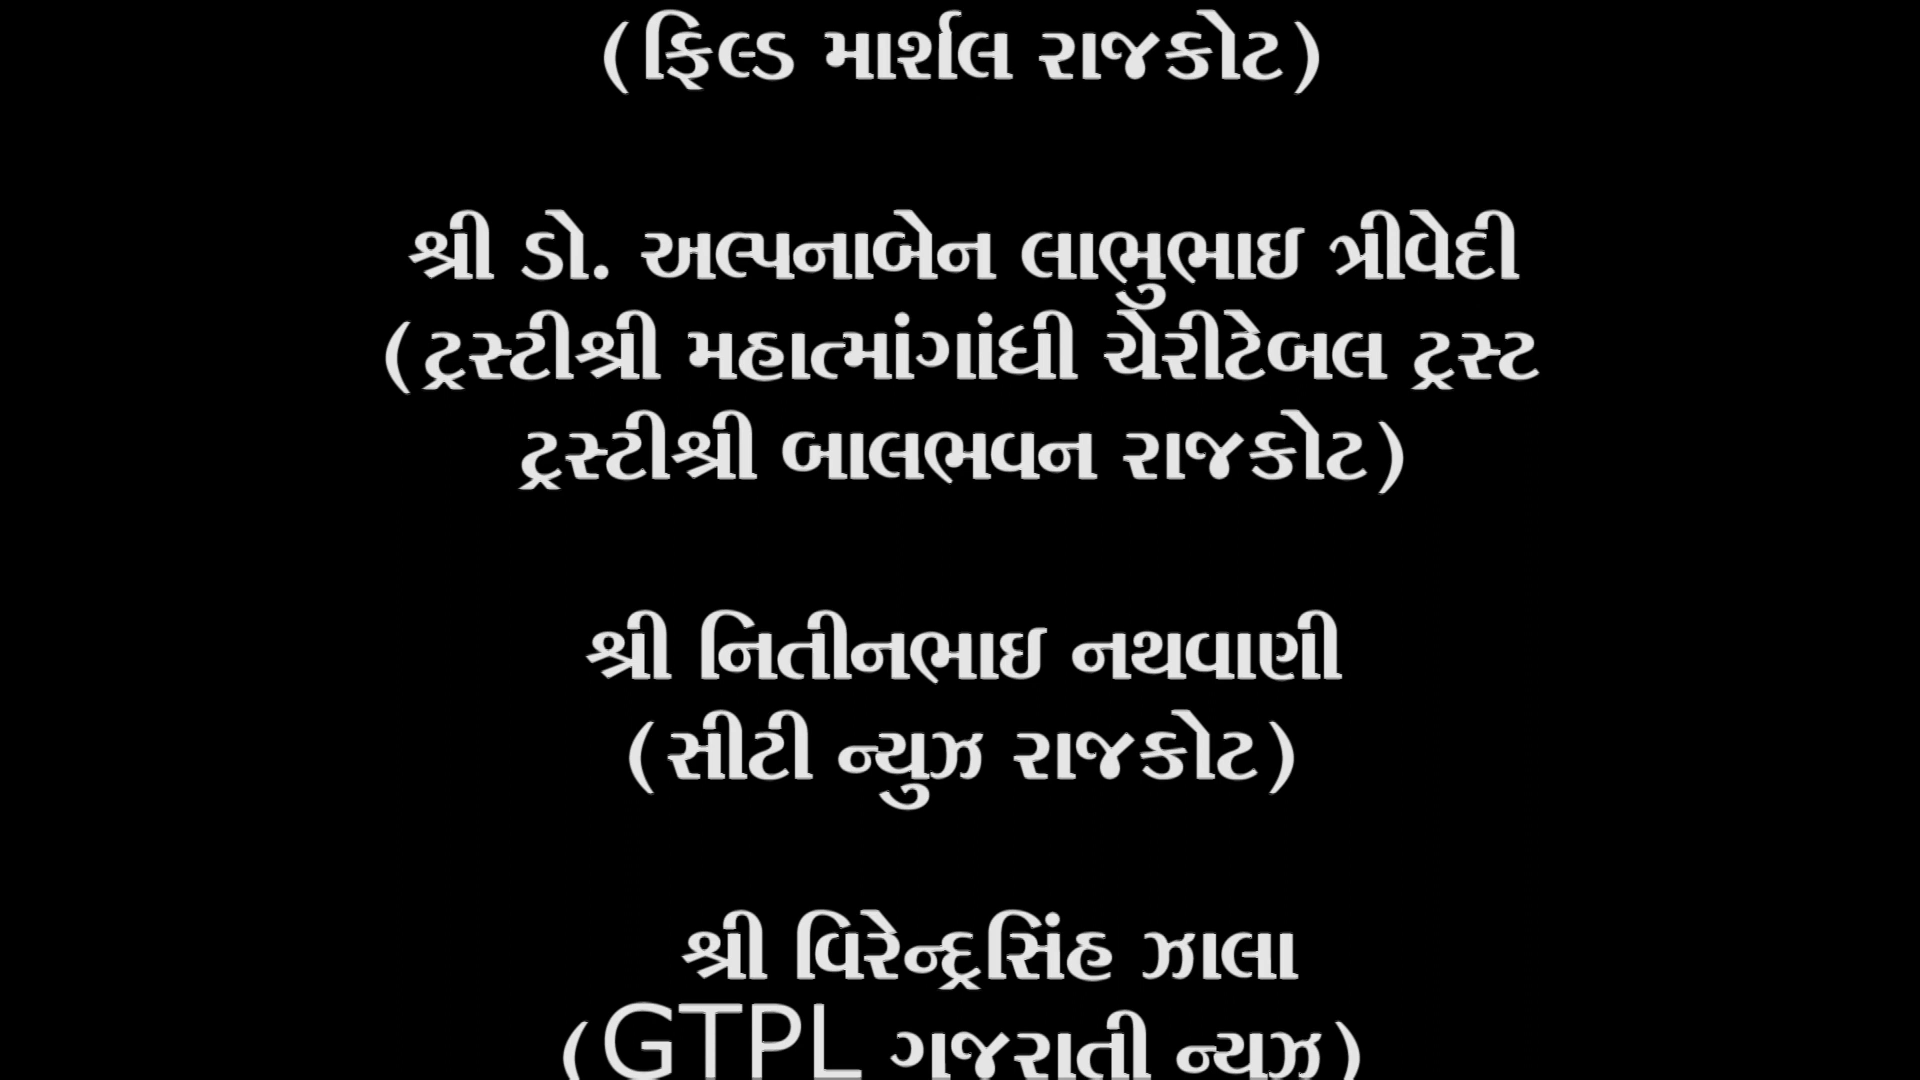 (ફિલ્ડ માર્શલ રાજકોટ)
શ્રી ડો. અલ્પનાબેન લાભુભાઇ ત્રીવેદી
(ટ્રસ્ટીશ્રી મહાત્માંગાંધી ચેરીટેબલ ટ્રસ્ટ
ટ્રસ્ટીશ્રી બાલભવન રાજકોટ)
શ્રી નિતીનભાઇ નથવાણી
(સીટી ન્યુઝ રાજકોટ)
શ્રી વિરેન્દ્રસિંહ ઝાલા
(GTPL ગુજરાતી ન્યુઝ)